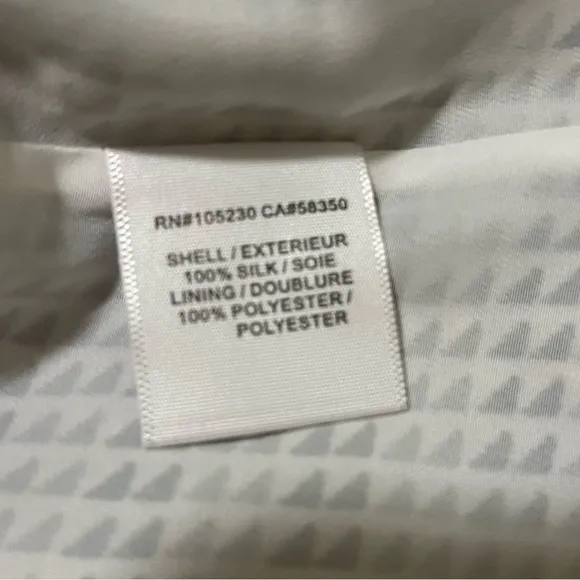 RN#105230 CA#58350
SHELL / EXTERIEUR
100% SILK / SOIE
LINING / DOUBLURE
100% POLYESTER /
POLYESTER